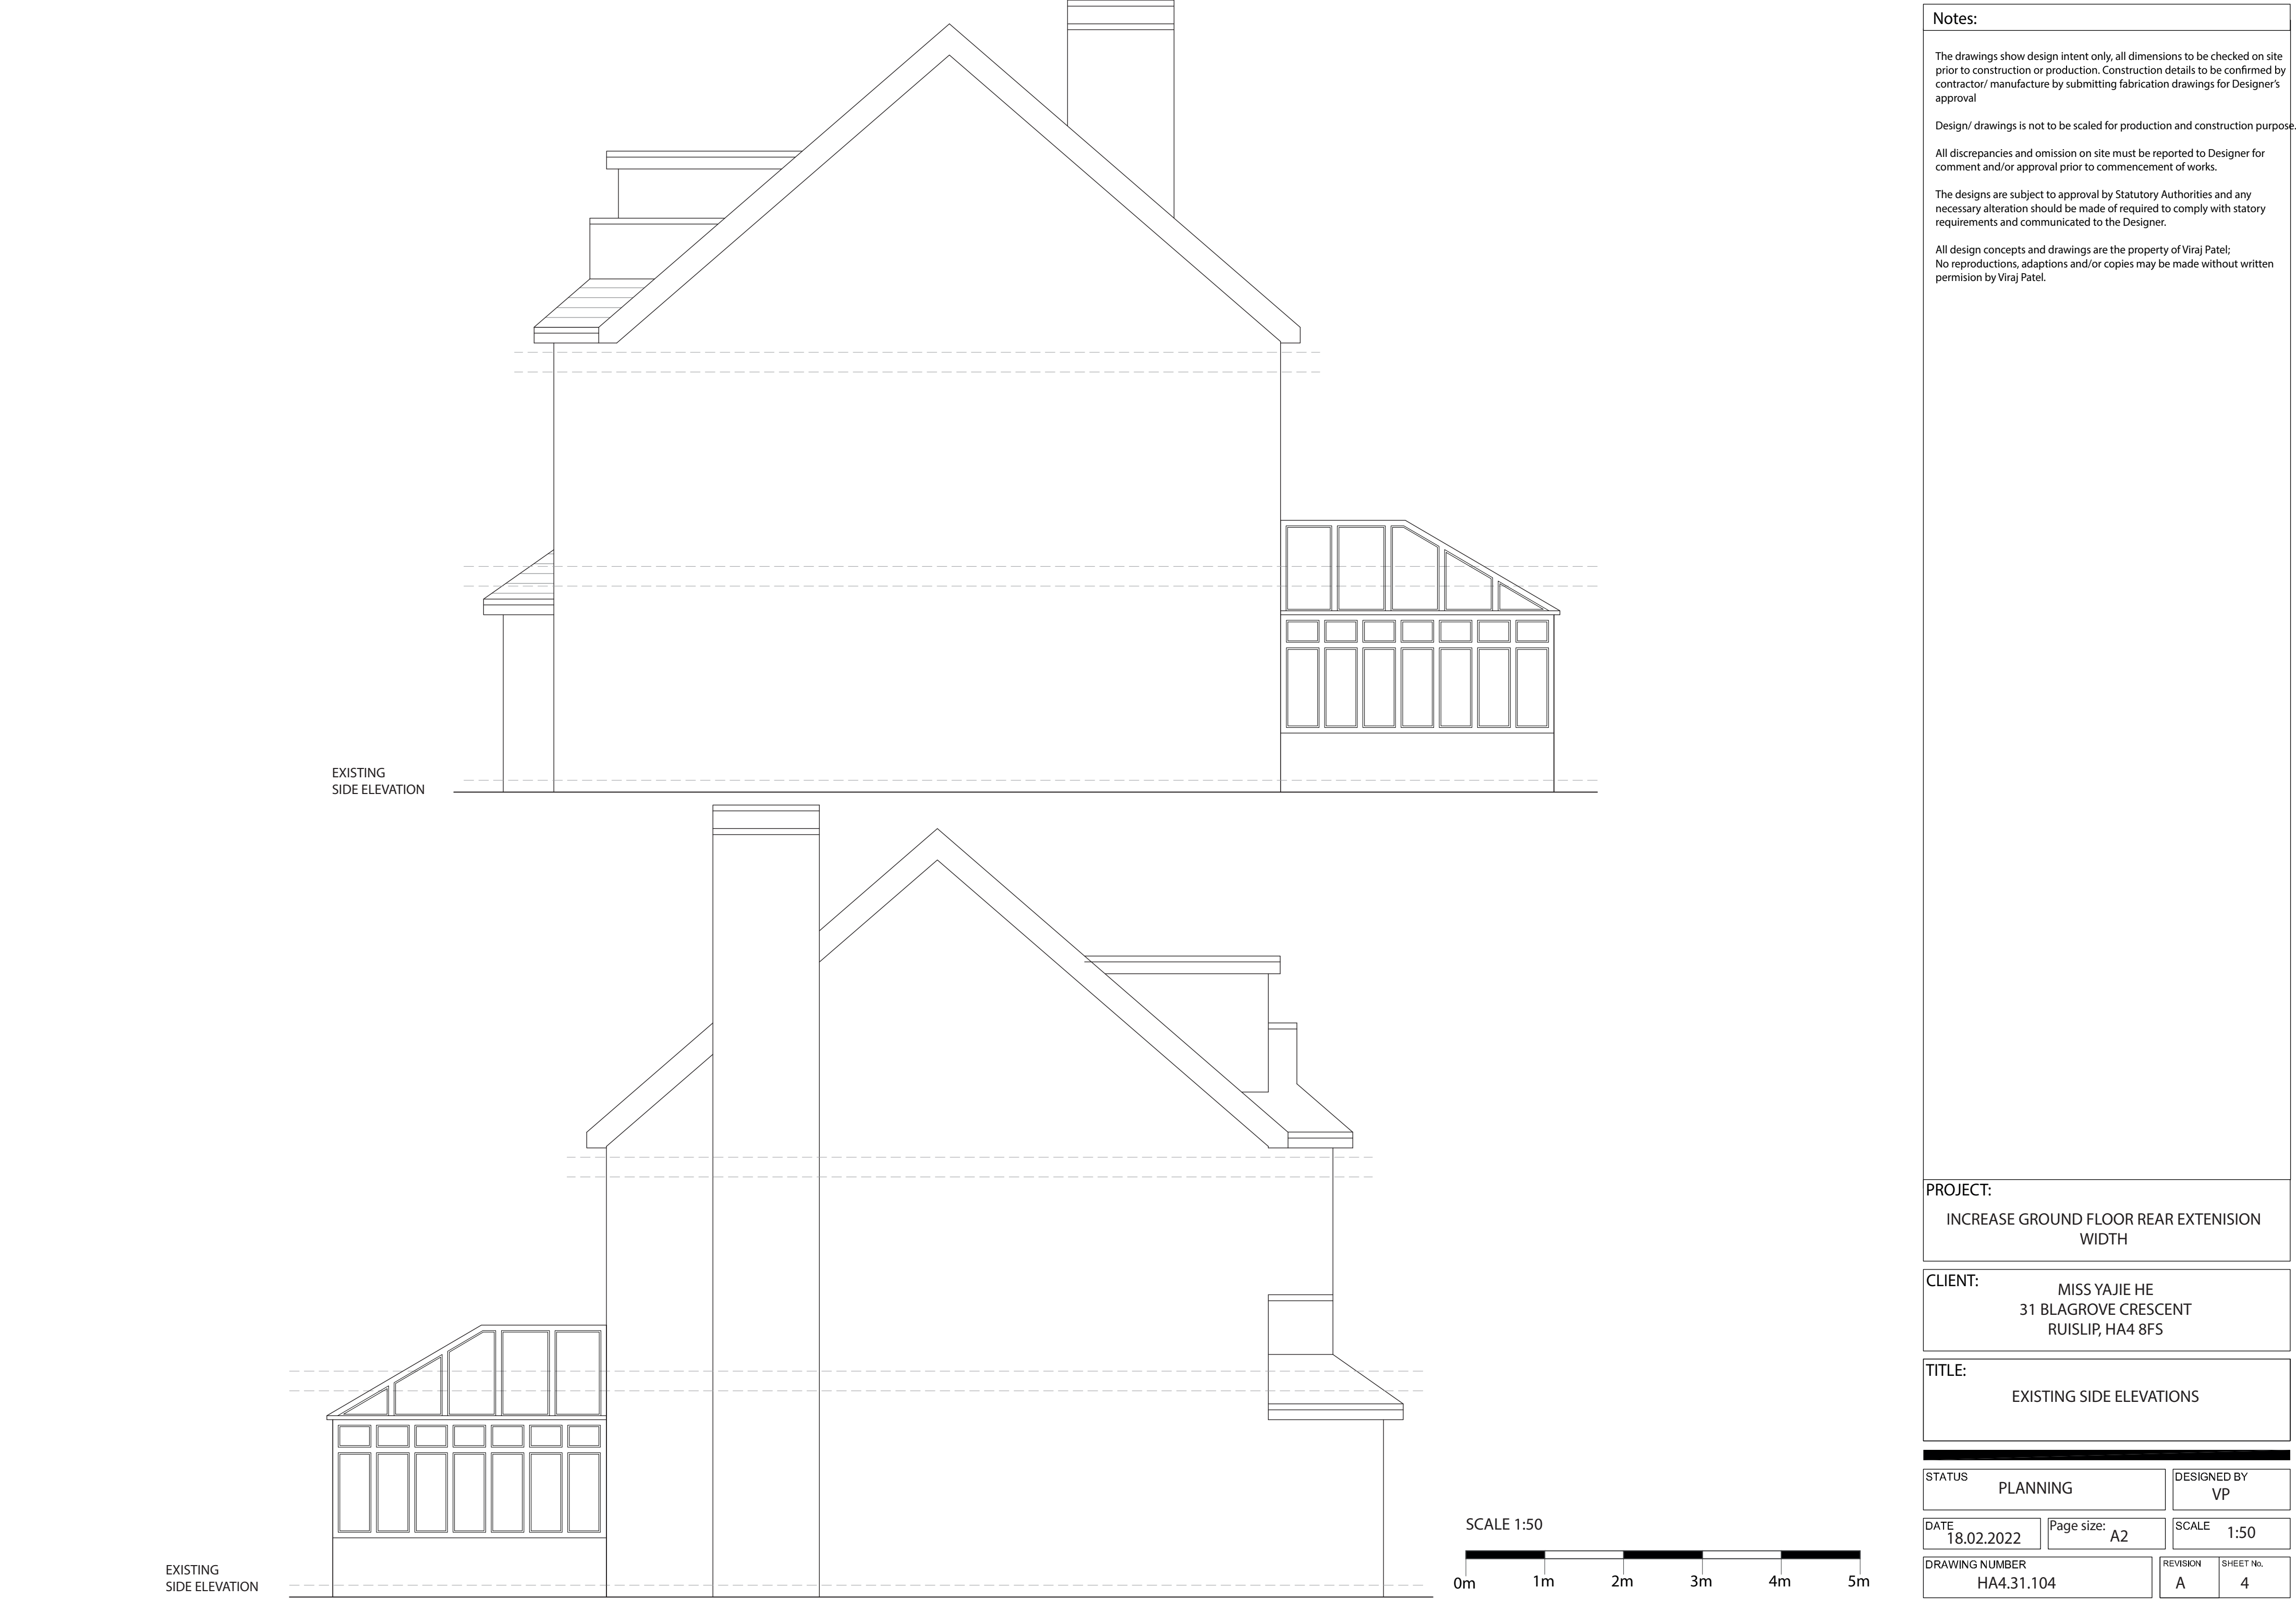 Notes:
The drawings show design intent only, all dimensions to be checked on site
prior to construction or production. Construction details to be confirmed by
contractor/ manufacture by submitting fabrication drawings for Designer's
approval
Design/ drawings is not to be scaled for production and construction purpose.
All discrepancies and omission on site must be reported to Designer for
comment and/or approval prior to commencement of works.
The designs are subject to approval by Statutory Authorities and any
necessary alteration should be made of required to comply with statory
requirements and communicated to the Designer.
All design concepts and drawings are the property of Viraj Patel;
No reproductions, adaptions and/or copies may be made without written
permision by Viraj Patel.
EXISTING
SIDE ELEVATION
EXISTING
SIDE ELEVATION
SCALE 1:50
0m 1m 2m 3m 4m 5m
PROJECT:
INCREASE GROUND FLOOR REAR EXTENISION
WIDTH
CLIENT:
MISS YAJIE HE
31 BLAGROVE CRESCENT
RUISLIP, HA4 8FS
TITLE:
EXISTING SIDE ELEVATIONS
STATUS
PLANNING
DESIGNED BY
VP
DATE
18.02.2022
Page size:
A2
SCALE
1:50
DRAWING NUMBER
HA4.31.104
REVISION
A
SHEET No.
4